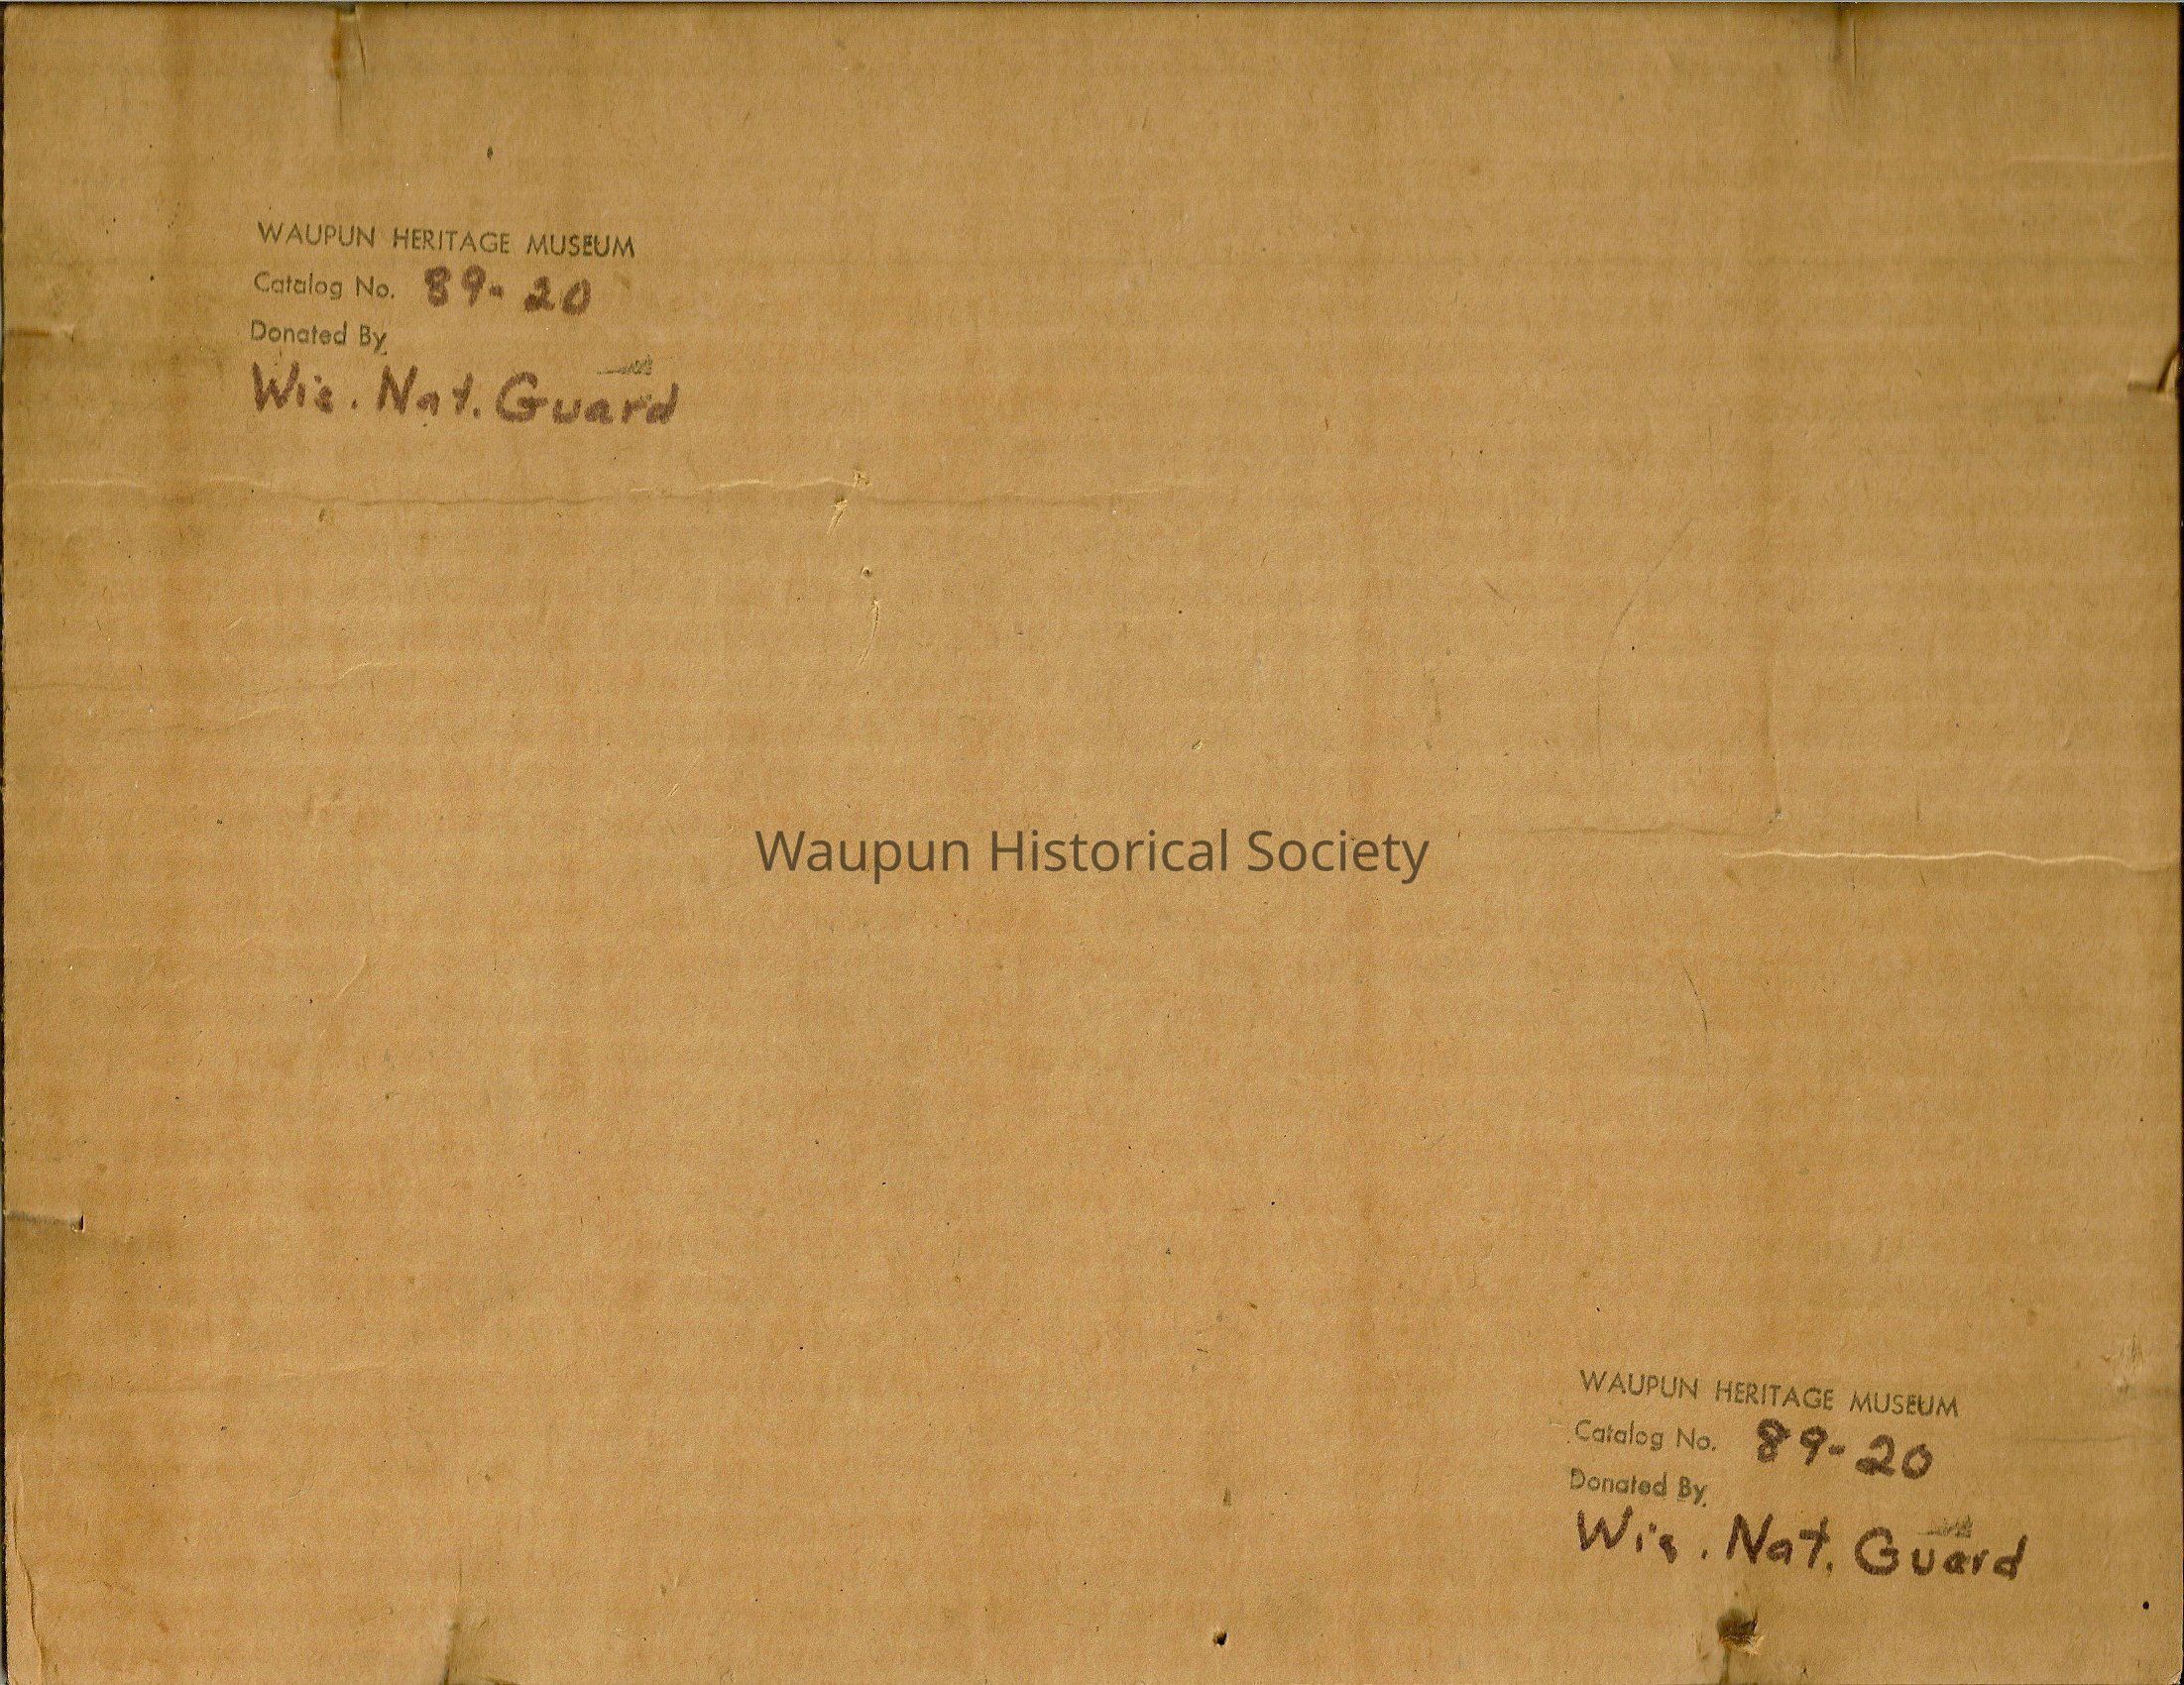 WAUPUN HERITAGE MUSEUM
Catalog No. 89-20
Donated By
Wis. Nat. Guard
Waupun Historical Society
WAUPUN HERITAGE MUSEUM
Catalog No. 89-20
Donated By
Wis. Nat. Guard